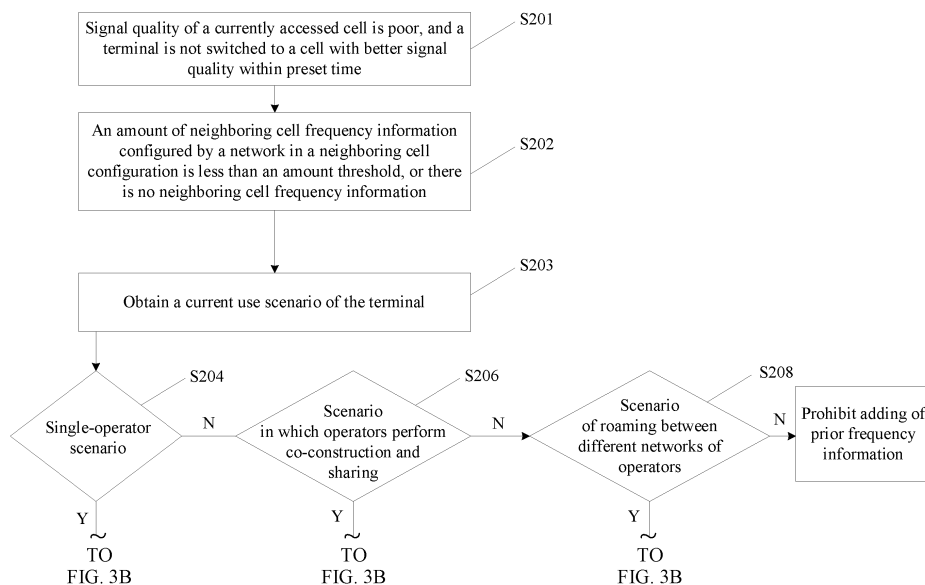 S201
Signal quality of a currently accessed cell is poor, and a
terminal is not switched to a cell with better signal
quality within preset time
S202
An amount of neighboring cell frequency information
configured by a network in a neighboring cell
configuration is less than an amount threshold, or there
is no neighboring cell frequency information
S203
Obtain a current use scenario of the terminal
S204
Single-operator
scenario
N
S206
Scenario
in which operators perform
co-construction and
sharing
N
S208
Scenario
of roaming between
different networks of
operators
N
Prohibit adding of
prior frequency
information
Y
~
TO
FIG. 3B
Y
~
TO
FIG. 3B
Y
~
TO
FIG. 3B